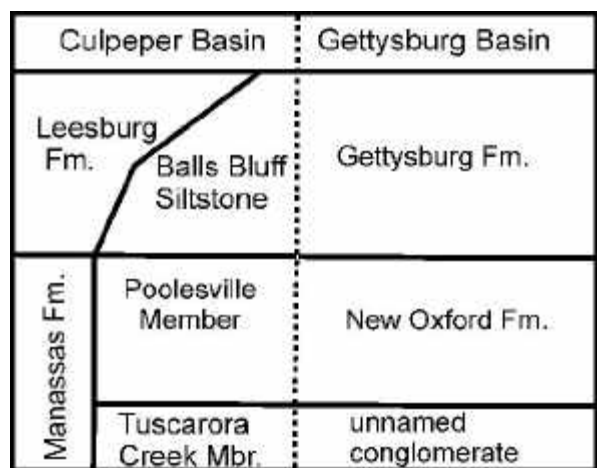 Culpeper Basin
Gettysburg Basin
Leesburg
Fm.
Balls Bluff
Siltstone
Gettysburg Fm.
Manassas Fm.
Poolesville
Member
New Oxford Fm.
Tuscarora
Creek Mbr.
unnamed
conglomerate